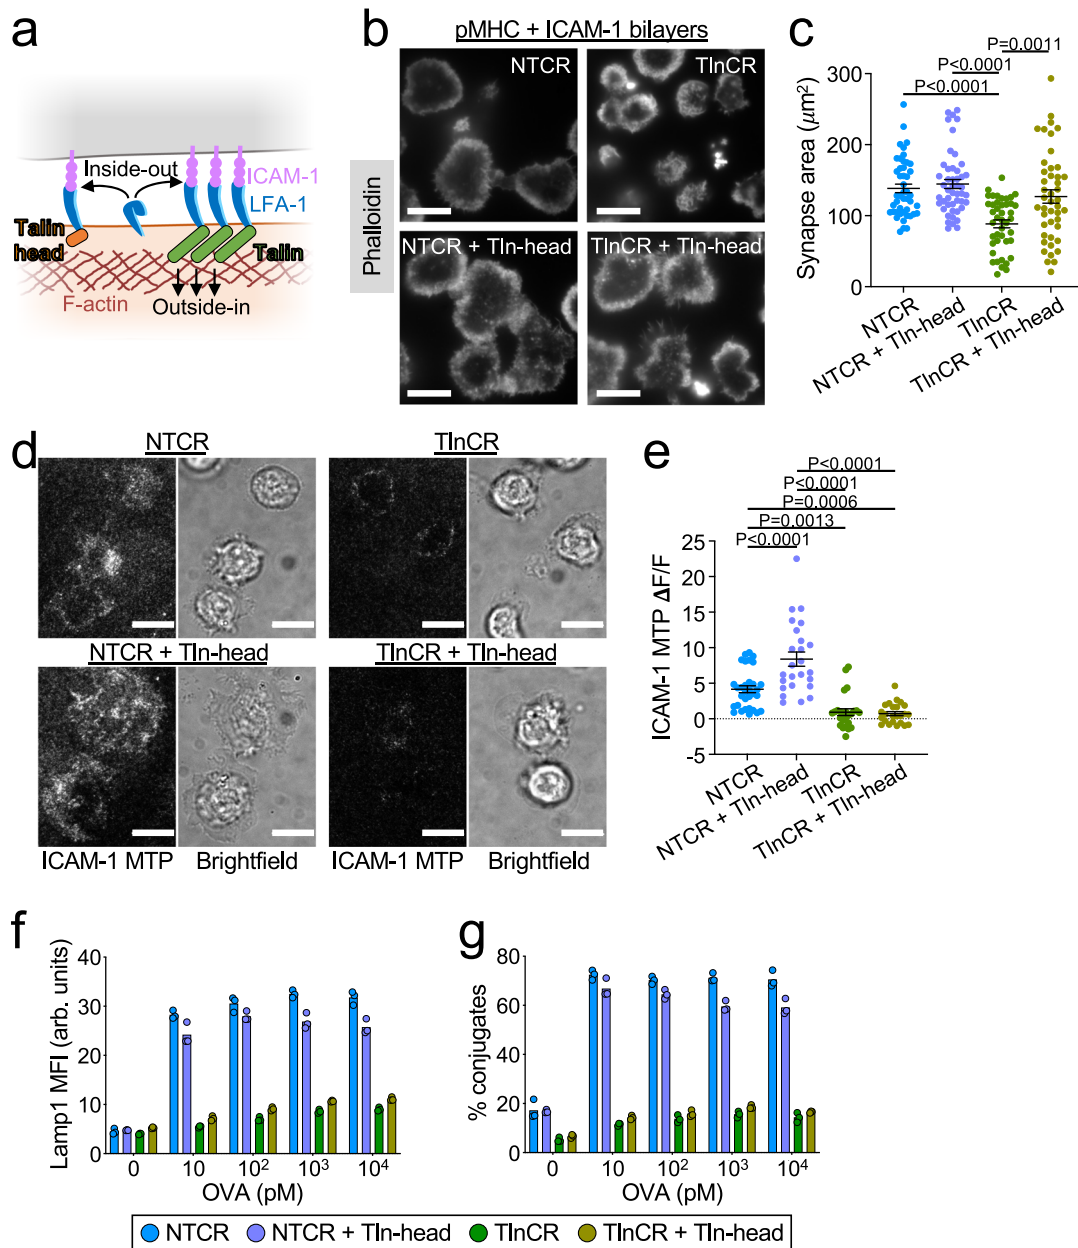 a
Inside-out
ICAM-1
LFA-1
Talin
head
Talin
F-actin
Outside-in
b
pMHC + ICAM-1 bilayers
Phalloidin
NTCR
TlnCR
NTCR + Tln-head
TlnCR + Tln-head
c
P=0.0011
P<0.0001
P<0.0001
Synapse area (μm²)
300
200
100
0
NTCR
NTCR + Tln-head
TlnCR
TlnCR + Tln-head
d
NTCR
TlnCR
NTCR + Tln-head
TlnCR + Tln-head
ICAM-1 MTP
Brightfield
ICAM-1 MTP
Brightfield
e
P<0.0001
P<0.0001
P=0.0006
P=0.0013
P<0.0001
ICAM-1 MTP ΔF/F
25
20
15
10
5
0
-5
NTCR
NTCR + Tln-head
TlnCR
TlnCR + Tln-head
f
Lamp1 MFI (arb. units)
40
30
20
10
0
0 10 10² 10³ 10⁴
OVA (pM)
g
% conjugates
80
60
40
20
0
0 10 10² 10³ 10⁴
OVA (pM)
NTCR NTCR + Tln-head TlnCR TlnCR + Tln-head